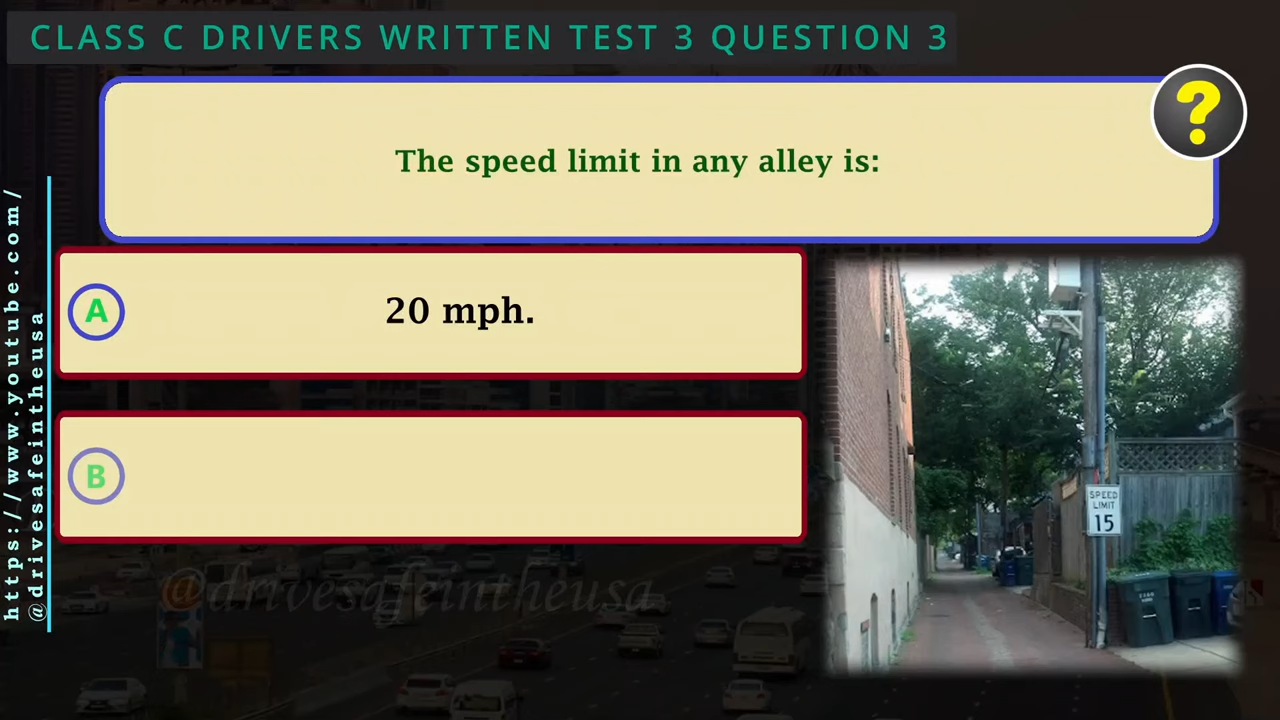 CLASS C DRIVERS WRITTEN TEST 3 QUESTION 3
?
The speed limit in any alley is:
A
20 mph.
B
SPEED
LIMIT
15
https://www.youtube.com/
@drivesafeintheusa
@drivesafeintheusa